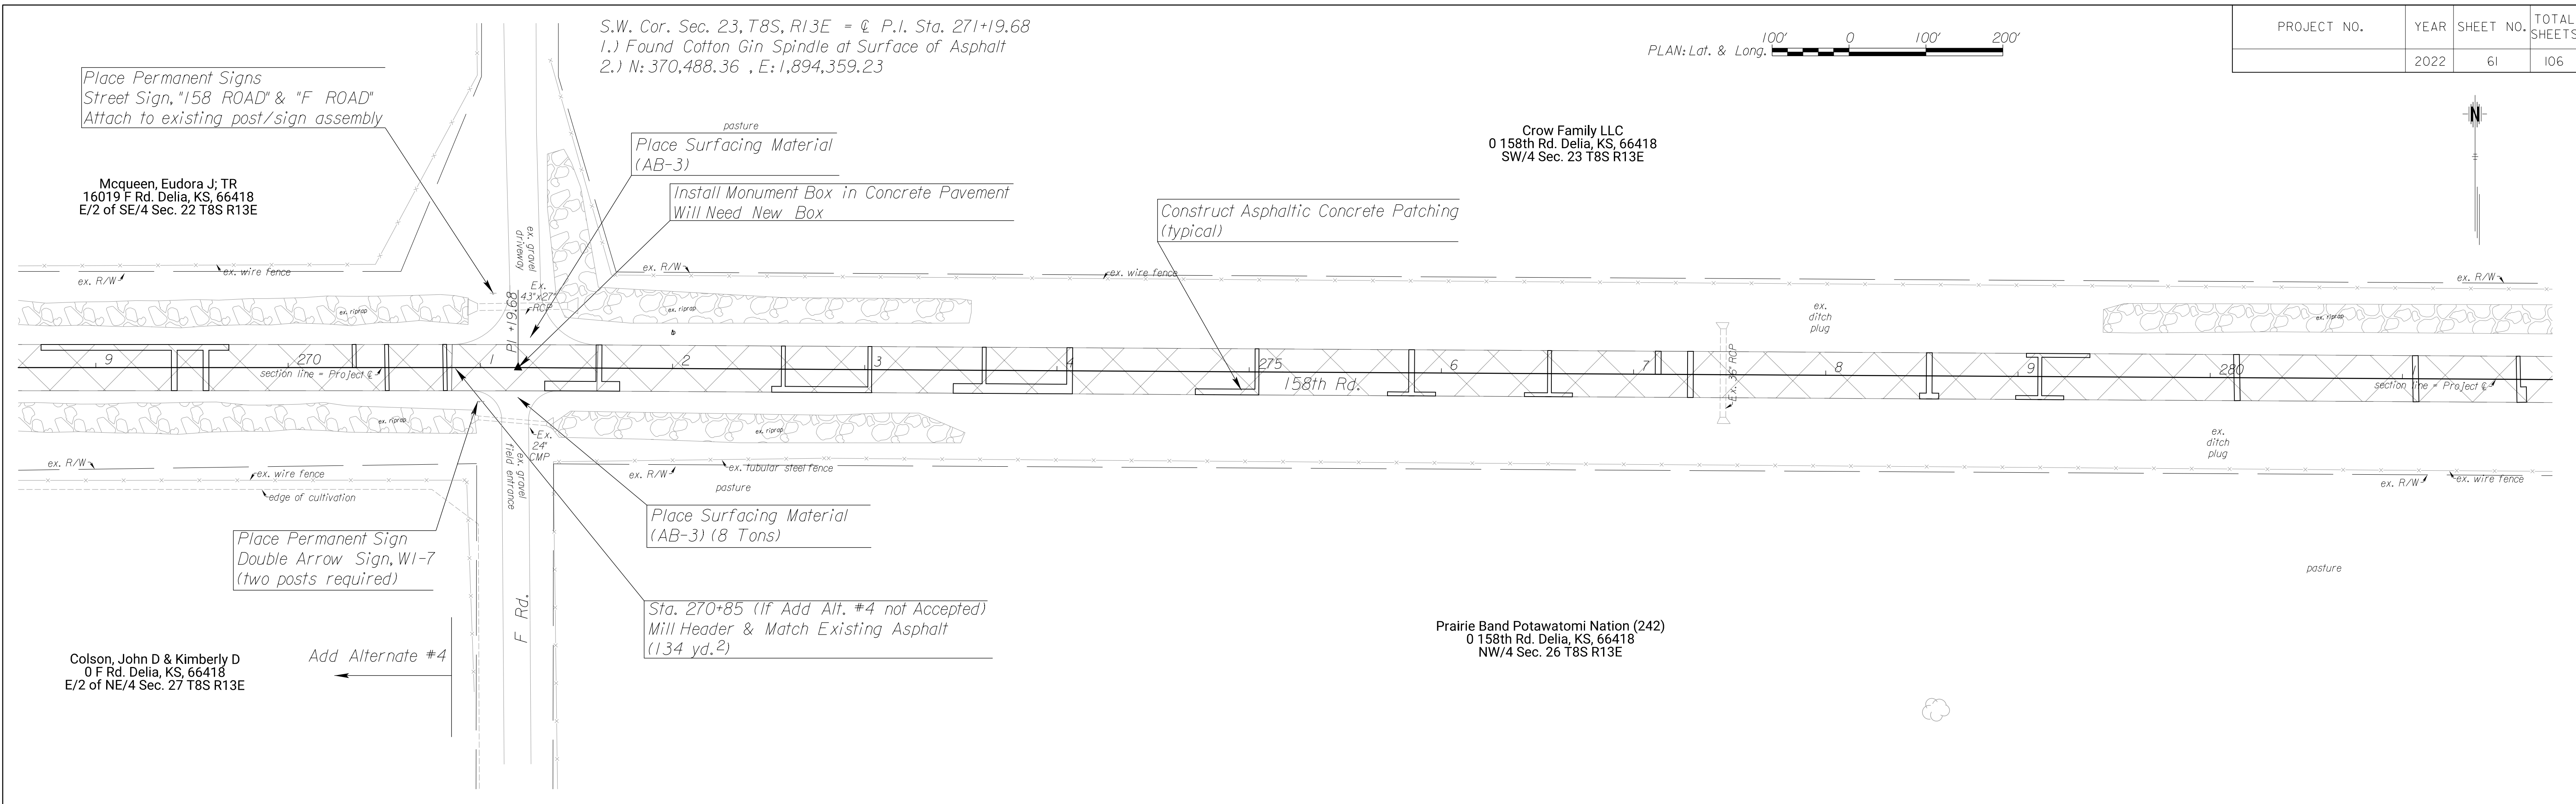 S.W. Cor. Sec. 23, T8S, R13E = ℄ P.I. Sta. 271+19.68
1.) Found Cotton Gin Spindle at Surface of Asphalt
2.) N: 370,488.36 , E: 1,894,359.23
PLAN: Lat. & Long.
100' 0 100' 200'
PROJECT NO. YEAR SHEET NO. TOTAL SHEETS
2022 61 106
N
Place Permanent Signs
Street Sign, "158 ROAD" & "F ROAD"
Attach to existing post/sign assembly
pasture
Place Surfacing Material
(AB-3)
Install Monument Box in Concrete Pavement
Will Need New Box
Crow Family LLC
0 158th Rd. Delia, KS, 66418
SW/4 Sec. 23 T8S R13E
Mcqueen, Eudora J; TR
16019 F Rd. Delia, KS, 66418
E/2 of SE/4 Sec. 22 T8S R13E
Construct Asphaltic Concrete Patching
(typical)
ex. gravel
driveway
ex. R/W
ex. wire fence
ex. R/W
ex. wire fence
ex. R/W
Ex.
43"x27"
RCP
PI +19.68
ex. riprap
ex. riprap
ex.
ditch
plug
ex. riprap
9 270 1 2 3 4 275 6 7 8 9 280 1
section line = Project ℄
158th Rd.
Ex. 36" RCP
section line = Project ℄
ex. riprap
ex. riprap
Ex.
24"
CMP
ex. gravel
field entrance
ex.
ditch
plug
ex. R/W
ex. wire fence
edge of cultivation
ex. R/W
ex. tubular steel fence
pasture
ex. R/W
ex. wire fence
Place Surfacing Material
(AB-3) (8 Tons)
Place Permanent Sign
Double Arrow Sign, W1-7
(two posts required)
pasture
F Rd.
Sta. 270+85 (If Add Alt. #4 not Accepted)
Mill Header & Match Existing Asphalt
(134 yd.2)
Prairie Band Potawatomi Nation (242)
0 158th Rd. Delia, KS, 66418
NW/4 Sec. 26 T8S R13E
Colson, John D & Kimberly D
0 F Rd. Delia, KS, 66418
E/2 of NE/4 Sec. 27 T8S R13E
Add Alternate #4